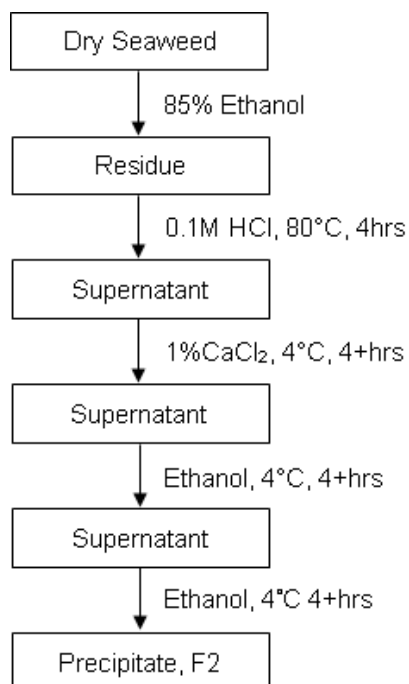 Dry Seaweed
85% Ethanol
Residue
0.1M HCl, 80°C, 4hrs
Supernatant
1%CaCl₂, 4°C, 4+hrs
Supernatant
Ethanol, 4°C, 4+hrs
Supernatant
Ethanol, 4°C 4+hrs
Precipitate, F2